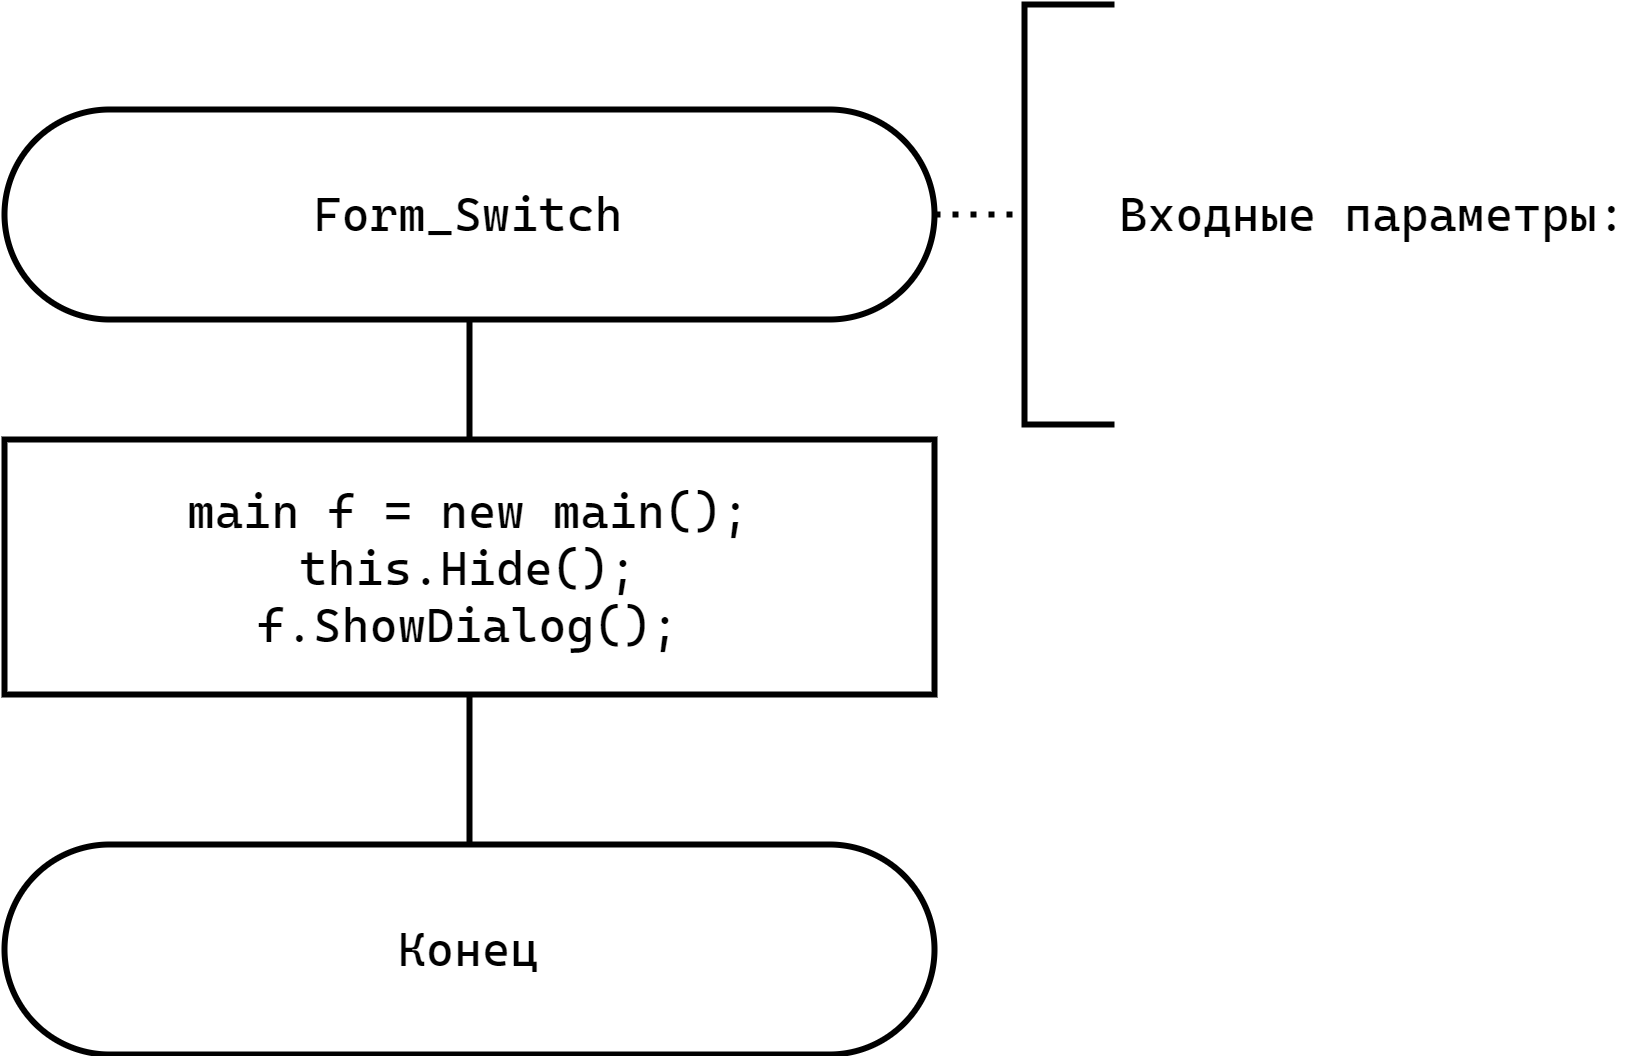 Form_Switch
Входные параметры:
main f = new main();
this.Hide();
f.ShowDialog();
Конец